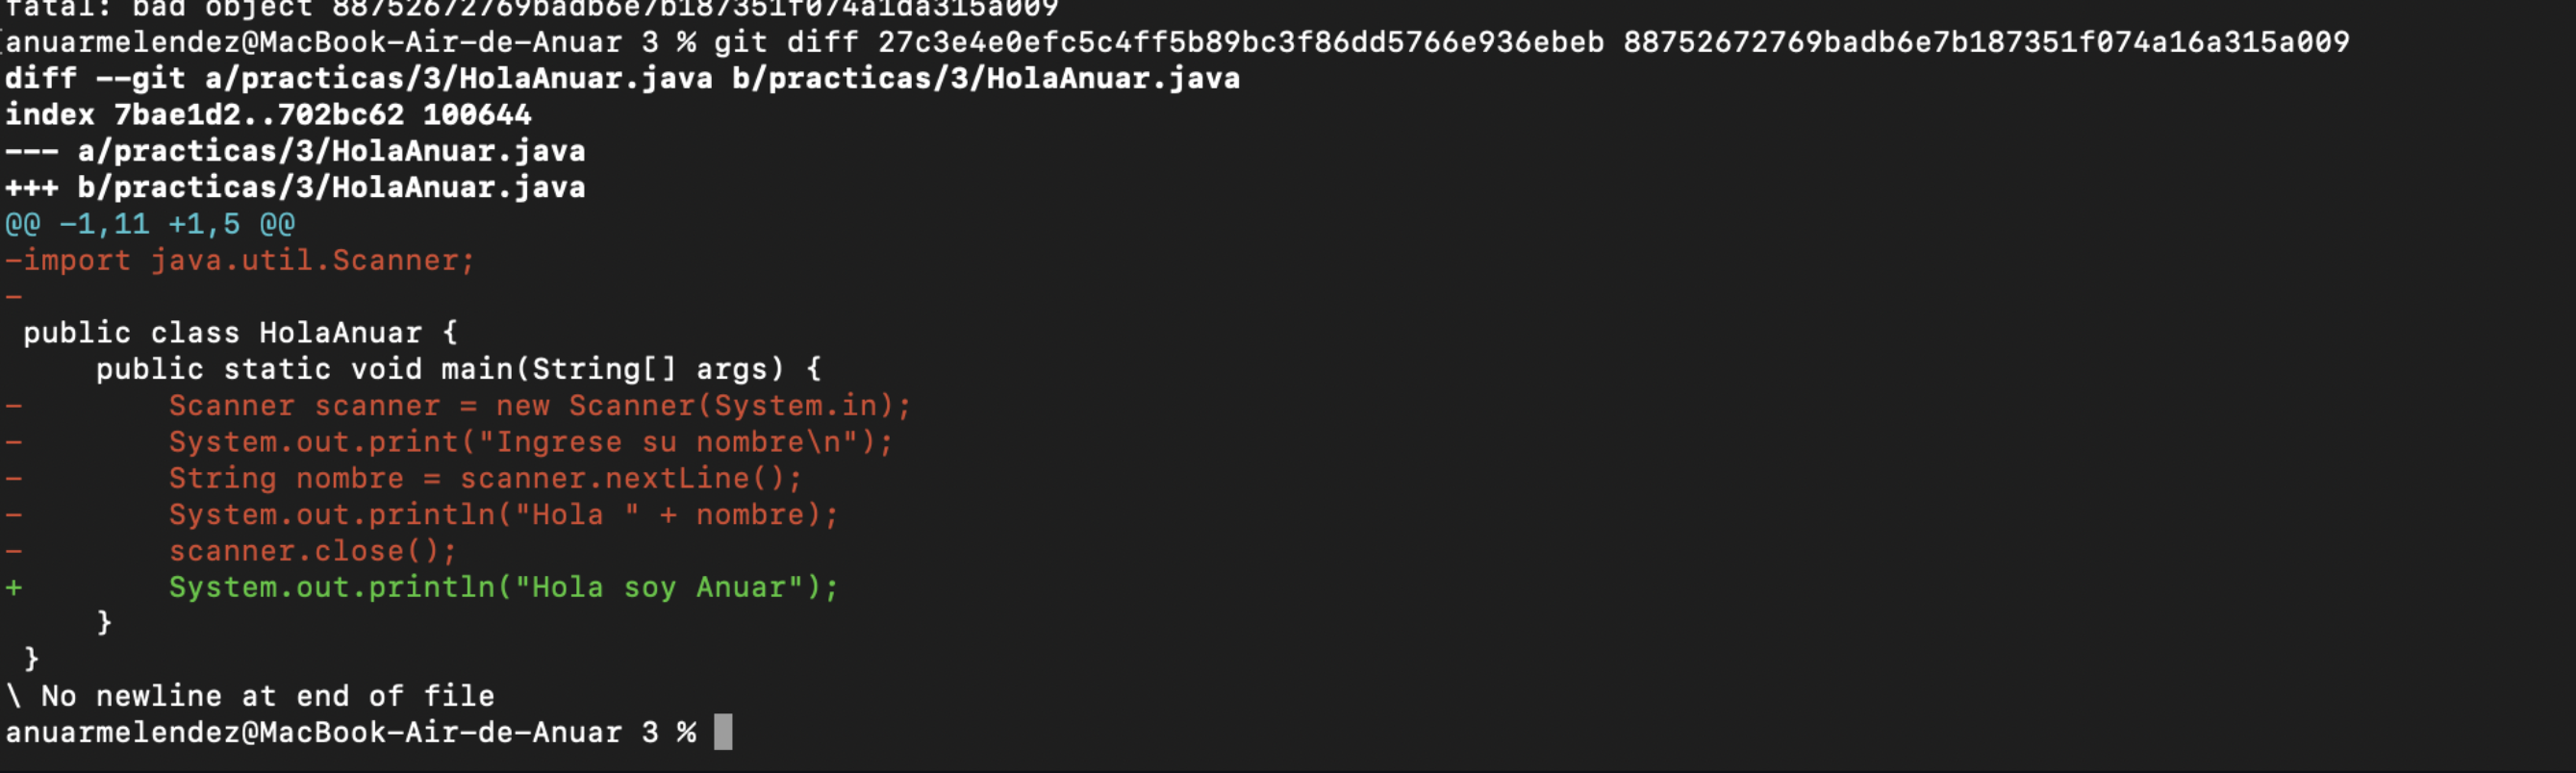 fatal: bad object 88752672769badb6e7b187351f074a1da315a009
anuarmelendez@MacBook-Air-de-Anuar 3 % git diff 27c3e4e0efc5c4ff5b89bc3f86dd5766e936ebeb 88752672769badb6e7b187351f074a16a315a009
diff --git a/practicas/3/HolaAnuar.java b/practicas/3/HolaAnuar.java
index 7bae1d2..702bc62 100644
--- a/practicas/3/HolaAnuar.java
+++ b/practicas/3/HolaAnuar.java
@@ -1,11 +1,5 @@
-import java.util.Scanner;
-
 public class HolaAnuar {
     public static void main(String[] args) {
-        Scanner scanner = new Scanner(System.in);
-        System.out.print("Ingrese su nombre\n");
-        String nombre = scanner.nextLine();
-        System.out.println("Hola " + nombre);
-        scanner.close();
+        System.out.println("Hola soy Anuar");
     }
 }
\ No newline at end of file
anuarmelendez@MacBook-Air-de-Anuar 3 %